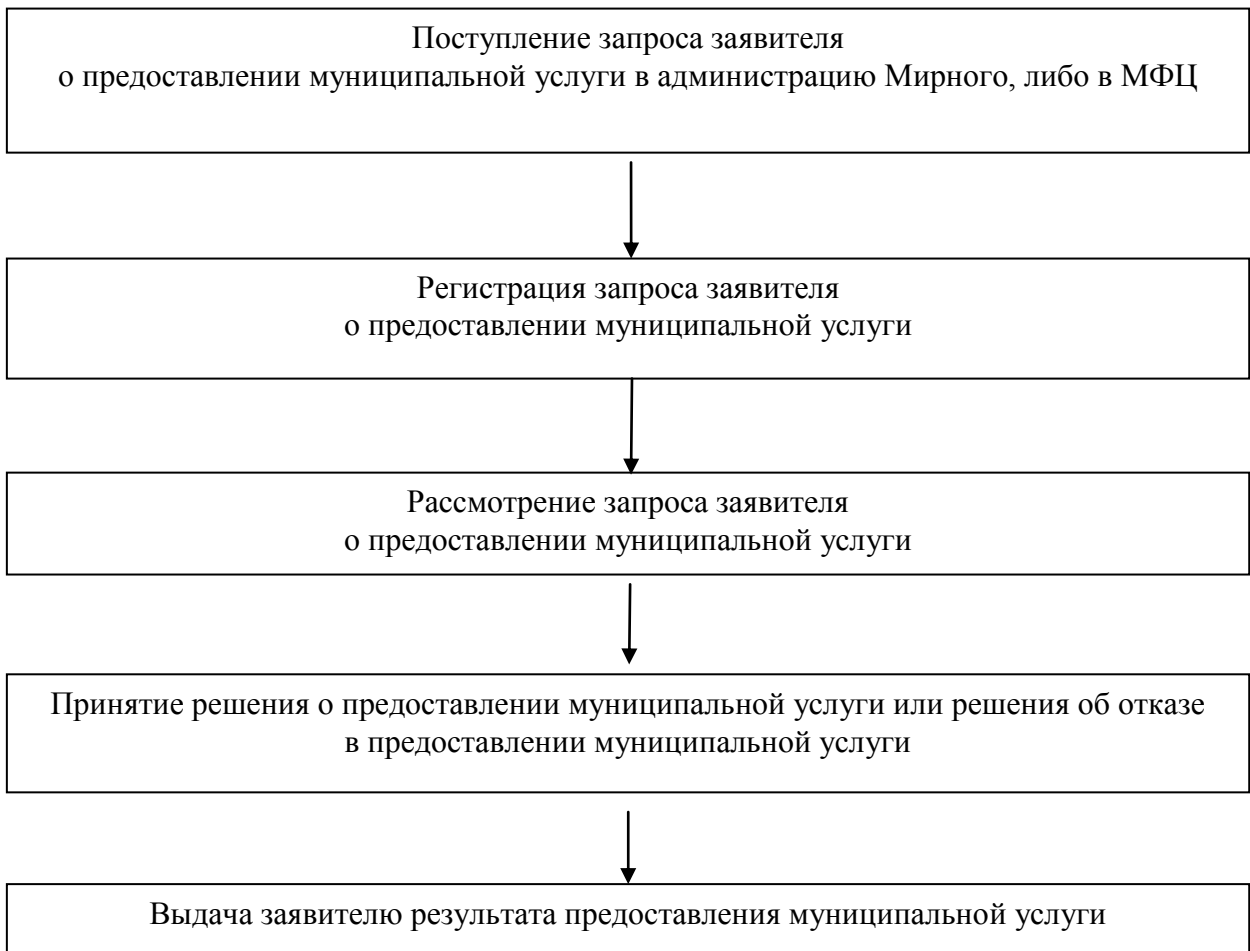 Поступление запроса заявителя
о предоставлении муниципальной услуги в администрацию Мирного, либо в МФЦ
Регистрация запроса заявителя
о предоставлении муниципальной услуги
Рассмотрение запроса заявителя
о предоставлении муниципальной услуги
Принятие решения о предоставлении муниципальной услуги или решения об отказе
в предоставлении муниципальной услуги
Выдача заявителю результата предоставления муниципальной услуги